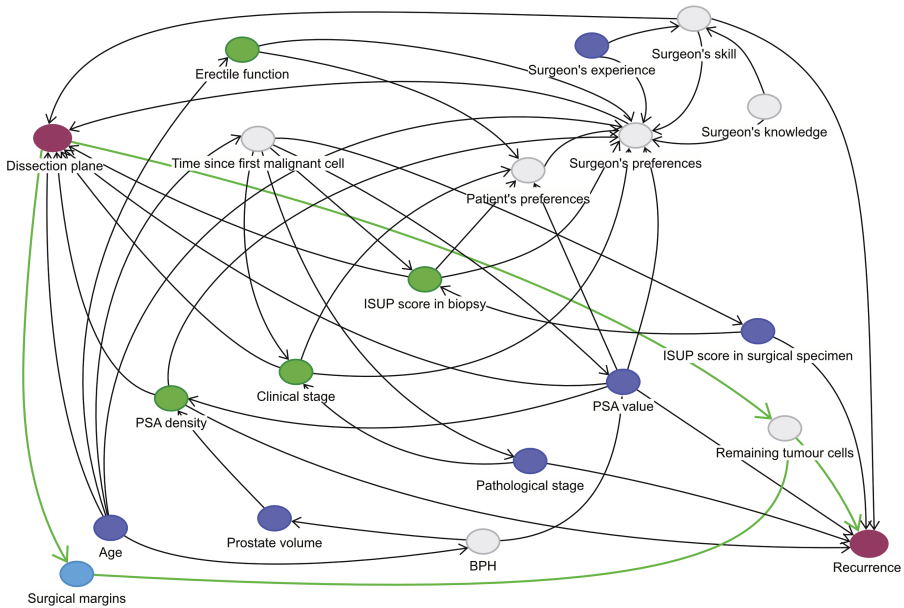 Surgeon's skill
Erectile function
Surgeon's experience
Surgeon's knowledge
Dissection plane
Time since first malignant cell
Surgeon's preferences
Patient's preferences
ISUP score in biopsy
ISUP score in surgical specimen
Clinical stage
PSA value
PSA density
Remaining tumour cells
Pathological stage
Prostate volume
Age
BPH
Recurrence
Surgical margins